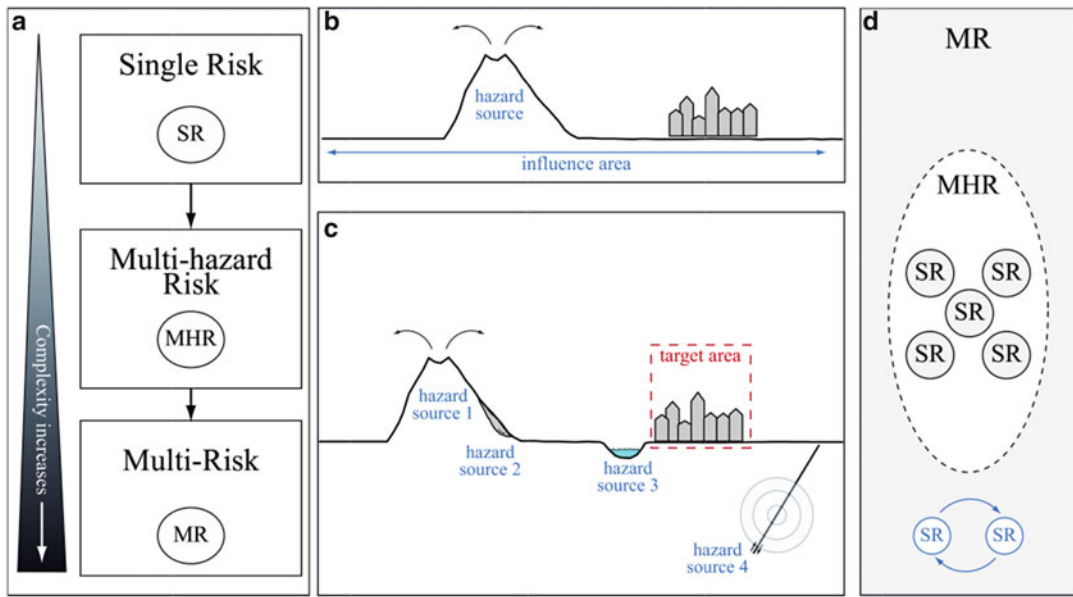 a
Single Risk
SR
Multi-hazard
Risk
MHR
Multi-Risk
MR
Complexity increases
b
hazard
source
influence area
c
target area
hazard
source 1
hazard
source 2
hazard
source 3
hazard
source 4
d
MR
MHR
SR SR
SR
SR SR
SR SR